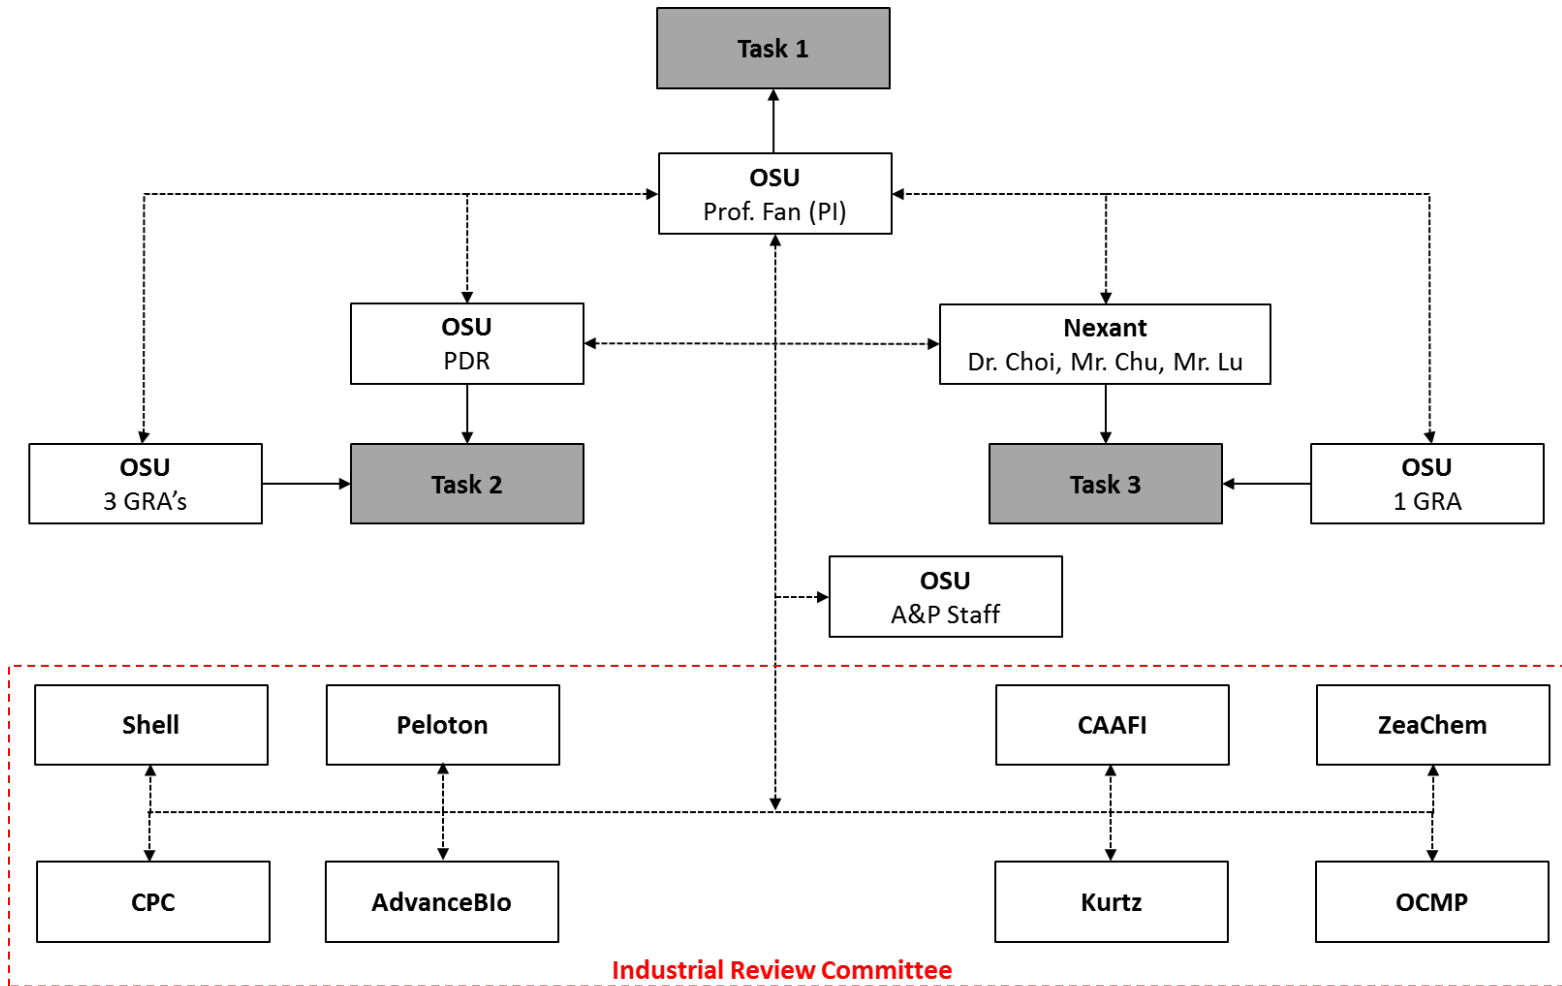 Task 1
OSU
Prof. Fan (PI)
OSU
PDR
Nexant
Dr. Choi, Mr. Chu, Mr. Lu
OSU
3 GRA's
Task 2
Task 3
OSU
1 GRA
OSU
A&P Staff
Shell
Peloton
CAAFI
ZeaChem
CPC
AdvanceBIo
Kurtz
OCMP
Industrial Review Committee